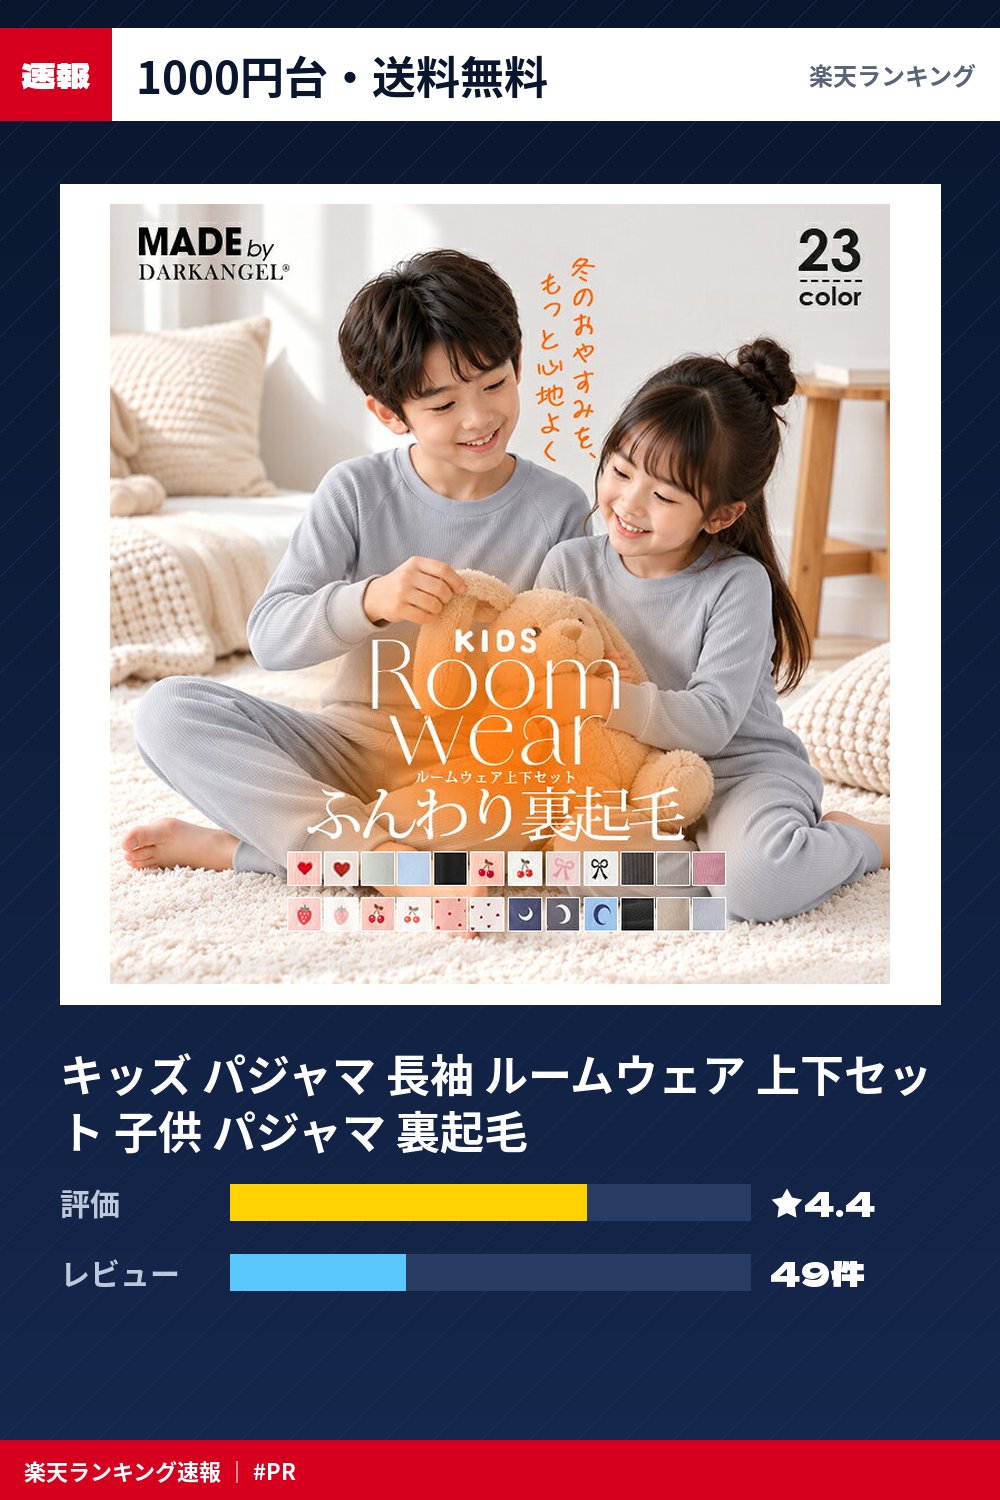 速報
1000円台・送料無料
楽天ランキング
MADE by
DARKANGEL®
23
color
冬のおやすみを、
もっと心地よく
KIDS
Room
wear
ルームウェア上下セット
ふんわり裏起毛
キッズ パジャマ 長袖 ルームウェア 上下セッ
ト 子供 パジャマ 裏起毛
評価
★4.4
レビュー
49件
楽天ランキング速報｜#PR